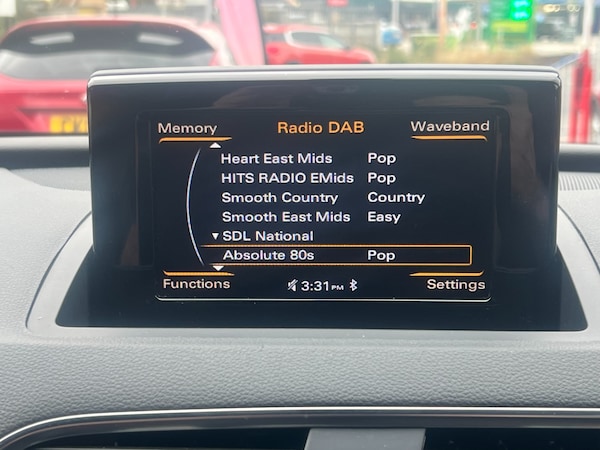 Memory Radio DAB Waveband
Heart East Mids Pop
HITS RADIO EMids Pop
Smooth Country Country
Smooth East Mids Easy
▼ SDL National
Absolute 80s Pop
Functions 3:31PM Settings